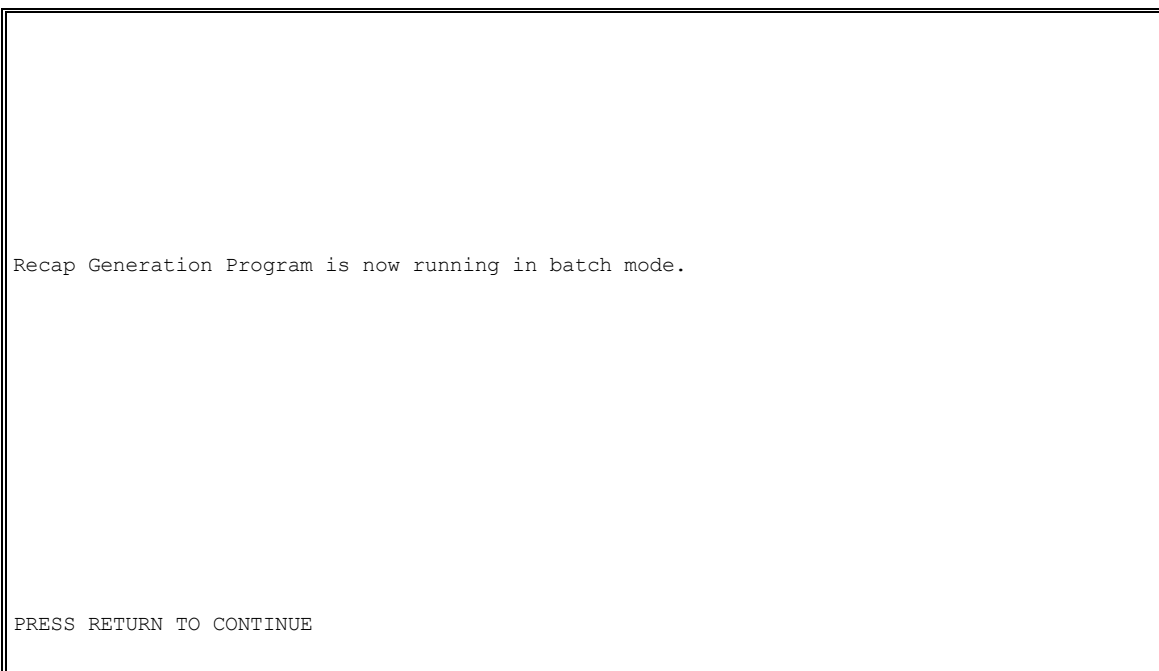 Recap Generation Program is now running in batch mode.
PRESS RETURN TO CONTINUE